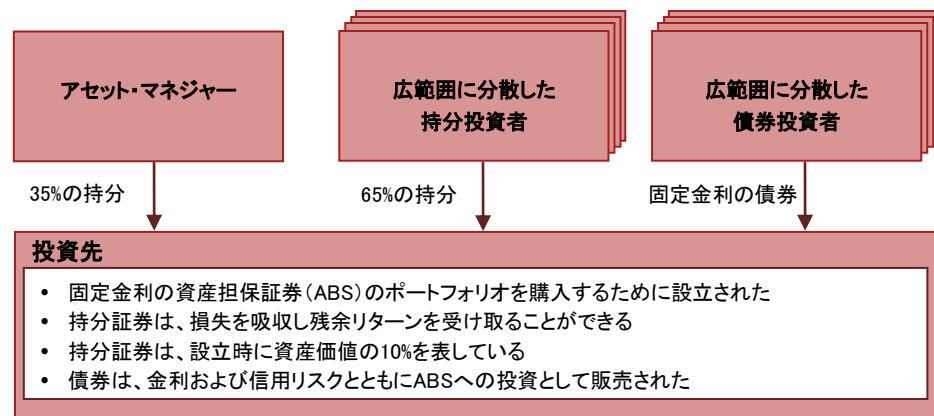 アセット・マネジャー
広範囲に分散した
持分投資者
広範囲に分散した
債券投資者
35%の持分
65%の持分
固定金利の債券
投資先
• 固定金利の資産担保証券(ABS)のポートフォリオを購入するために設立された
• 持分証券は、損失を吸収し残余リターンを受け取ることができる
• 持分証券は、設立時に資産価値の10%を表している
• 債券は、金利および信用リスクとともにABSへの投資として販売された